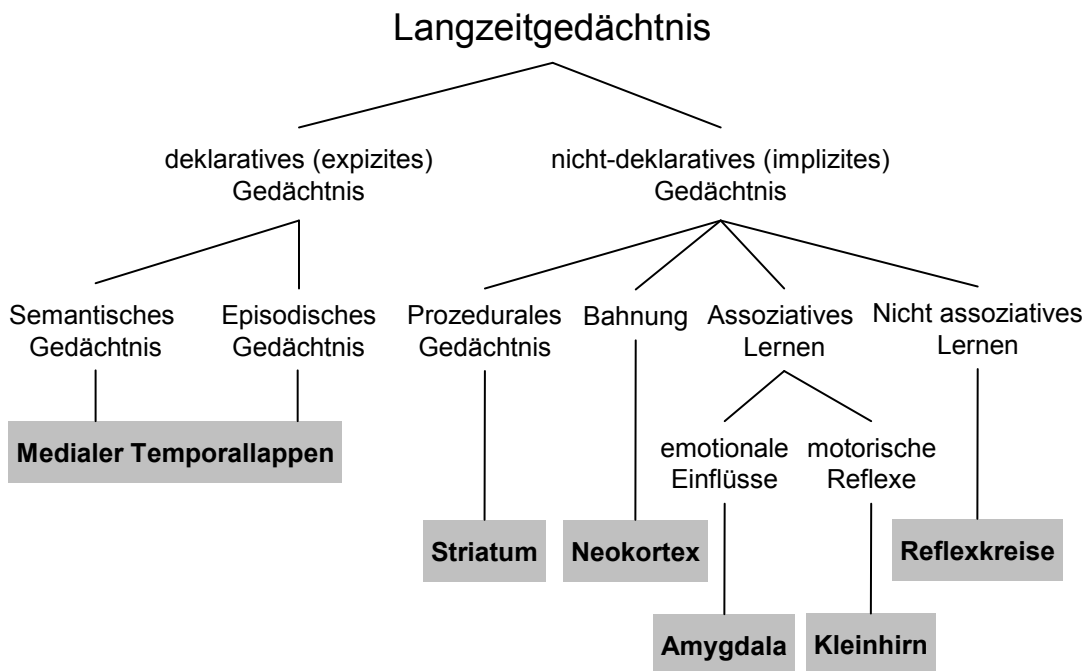 Langzeitgedächtnis
deklaratives (expizites)
Gedächtnis
nicht-deklaratives (implizites)
Gedächtnis
Semantisches
Gedächtnis
Episodisches
Gedächtnis
Prozedurales
Gedächtnis
Bahnung
Assoziatives
Lernen
Nicht assoziatives
Lernen
Medialer Temporallappen
emotionale
Einflüsse
motorische
Reflexe
Striatum
Neokortex
Reflexkreise
Amygdala
Kleinhirn